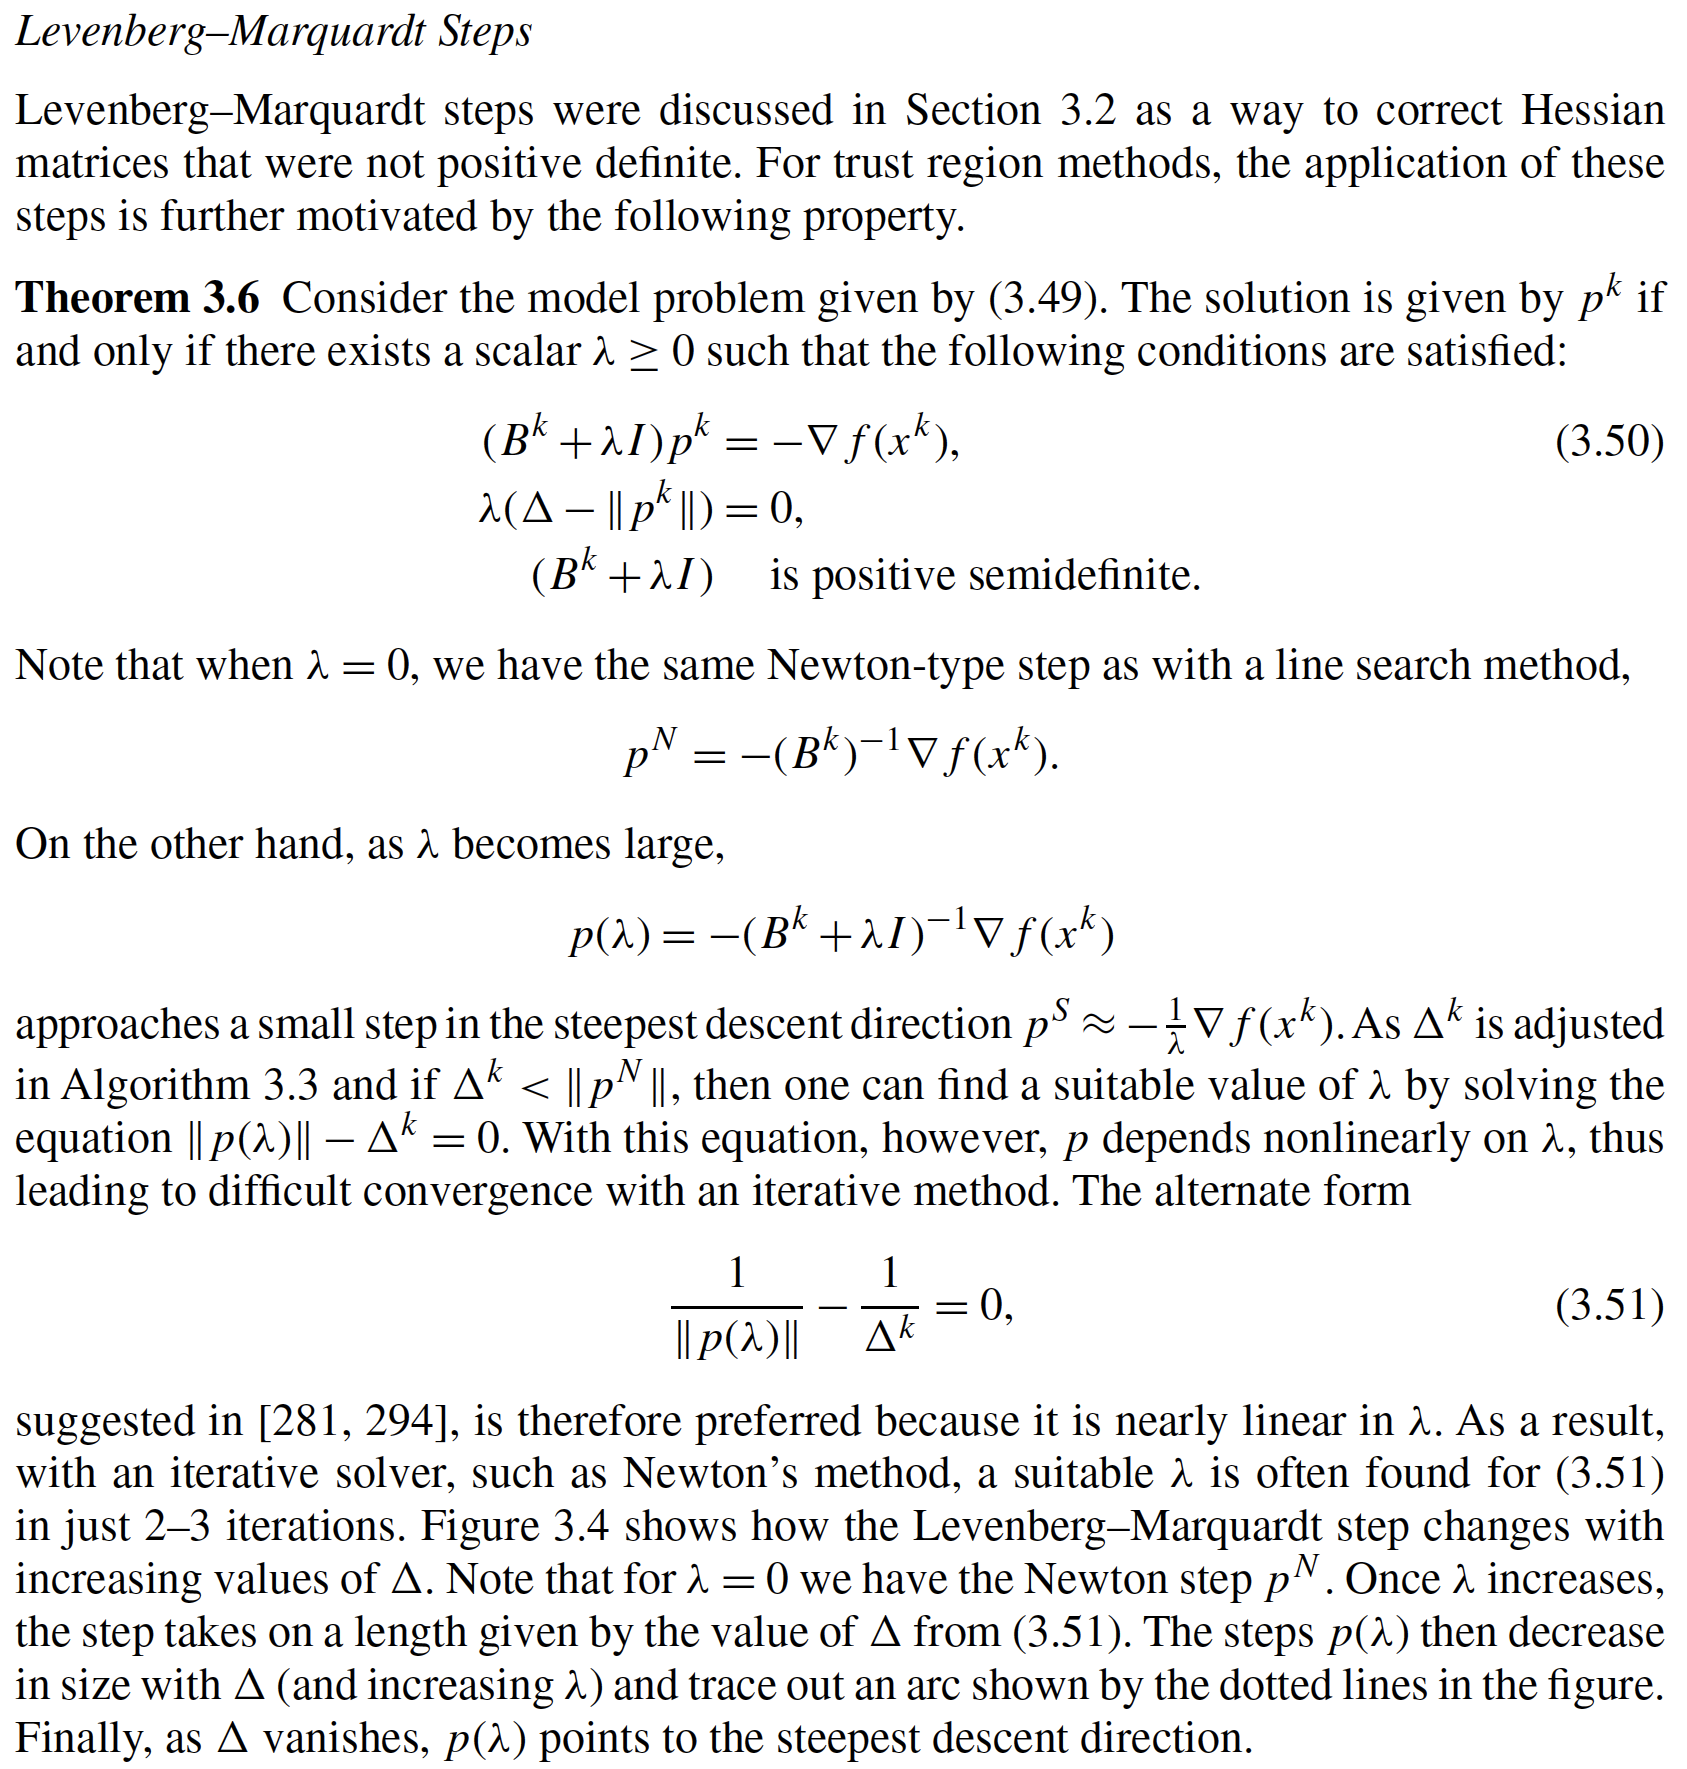 Levenberg–Marquardt Steps
Levenberg–Marquardt steps were discussed in Section 3.2 as a way to correct Hessian
matrices that were not positive definite. For trust region methods, the application of these
steps is further motivated by the following property.
Theorem 3.6 Consider the model problem given by (3.49). The solution is given by $p^k$ if
and only if there exists a scalar $\lambda \geq 0$ such that the following conditions are satisfied:
$(B^k + \lambda I)p^k = -\nabla f(x^k),$ (3.50)
$\lambda(\Delta - \|p^k\|) = 0,$
$(B^k + \lambda I)$ is positive semidefinite.
Note that when $\lambda = 0$, we have the same Newton-type step as with a line search method,
$p^N = -(B^k)^{-1}\nabla f(x^k).$
On the other hand, as $\lambda$ becomes large,
$p(\lambda) = -(B^k + \lambda I)^{-1}\nabla f(x^k)$
approaches a small step in the steepest descent direction $p^S \approx -\frac{1}{\lambda}\nabla f(x^k)$. As $\Delta^k$ is adjusted
in Algorithm 3.3 and if $\Delta^k < \|p^N\|$, then one can find a suitable value of $\lambda$ by solving the
equation $\|p(\lambda)\| - \Delta^k = 0$. With this equation, however, $p$ depends nonlinearly on $\lambda$, thus
leading to difficult convergence with an iterative method. The alternate form
$\frac{1}{\|p(\lambda)\|} - \frac{1}{\Delta^k} = 0,$ (3.51)
suggested in [281, 294], is therefore preferred because it is nearly linear in $\lambda$. As a result,
with an iterative solver, such as Newton's method, a suitable $\lambda$ is often found for (3.51)
in just 2–3 iterations. Figure 3.4 shows how the Levenberg–Marquardt step changes with
increasing values of $\Delta$. Note that for $\lambda = 0$ we have the Newton step $p^N$. Once $\lambda$ increases,
the step takes on a length given by the value of $\Delta$ from (3.51). The steps $p(\lambda)$ then decrease
in size with $\Delta$ (and increasing $\lambda$) and trace out an arc shown by the dotted lines in the figure.
Finally, as $\Delta$ vanishes, $p(\lambda)$ points to the steepest descent direction.